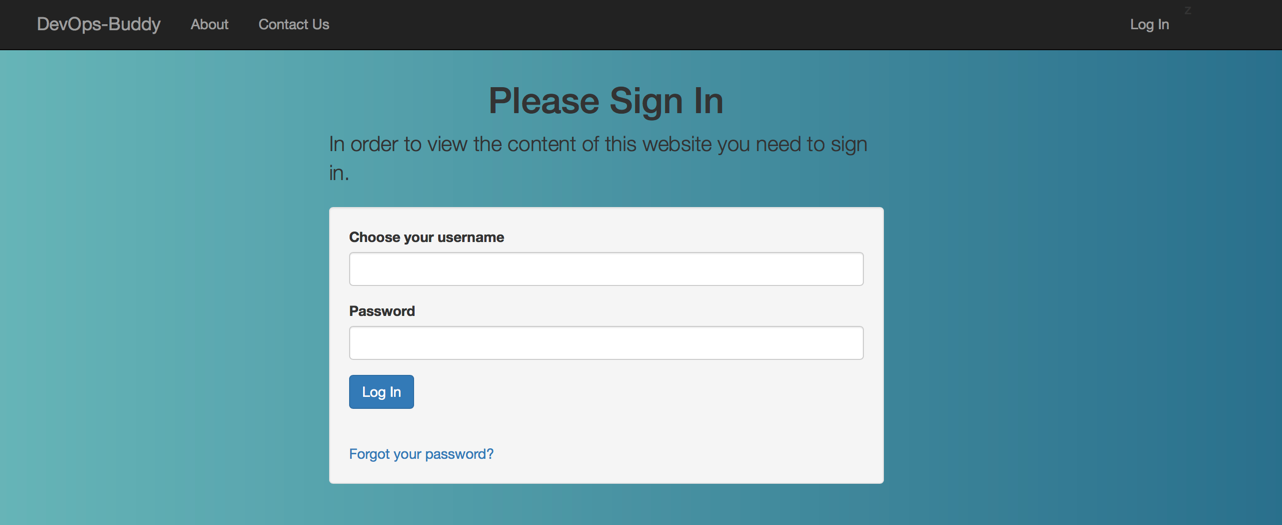 DevOps-Buddy About Contact Us Log In z
Please Sign In
In order to view the content of this website you need to sign
in.
Choose your username
Password
Log In
Forgot your password?